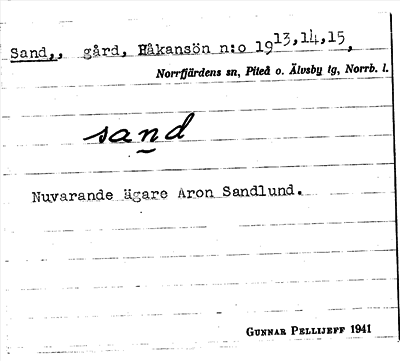 Sand,, gård, Håkansön n:o 19¹³,¹⁴,¹⁵,
Norrfjärdens sn, Piteå o. Älvsby tg, Norrb. l.
sand
Nuvarande ägare Aron Sandlund.
GUNNAR PELLIJEFF 1941